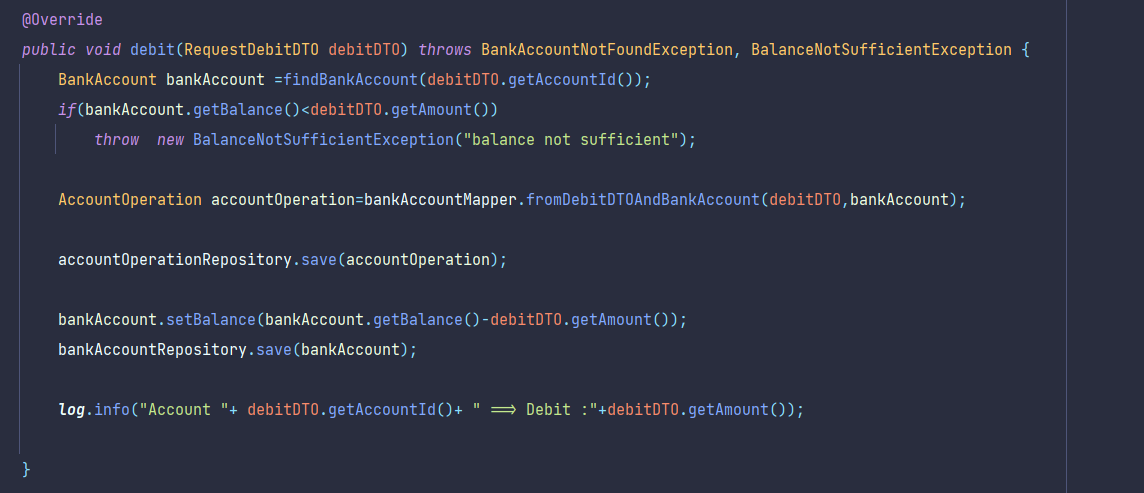 @Override
public void debit(RequestDebitDTO debitDTO) throws BankAccountNotFoundException, BalanceNotSufficientException {
    BankAccount bankAccount =findBankAccount(debitDTO.getAccountId());
    if(bankAccount.getBalance()<debitDTO.getAmount())
        throw  new BalanceNotSufficientException("balance not sufficient");
    AccountOperation accountOperation=bankAccountMapper.fromDebitDTOAndBankAccount(debitDTO,bankAccount);
    accountOperationRepository.save(accountOperation);
    bankAccount.setBalance(bankAccount.getBalance()-debitDTO.getAmount());
    bankAccountRepository.save(bankAccount);
    log.info("Account "+ debitDTO.getAccountId()+ " ==> Debit :"+debitDTO.getAmount());
}